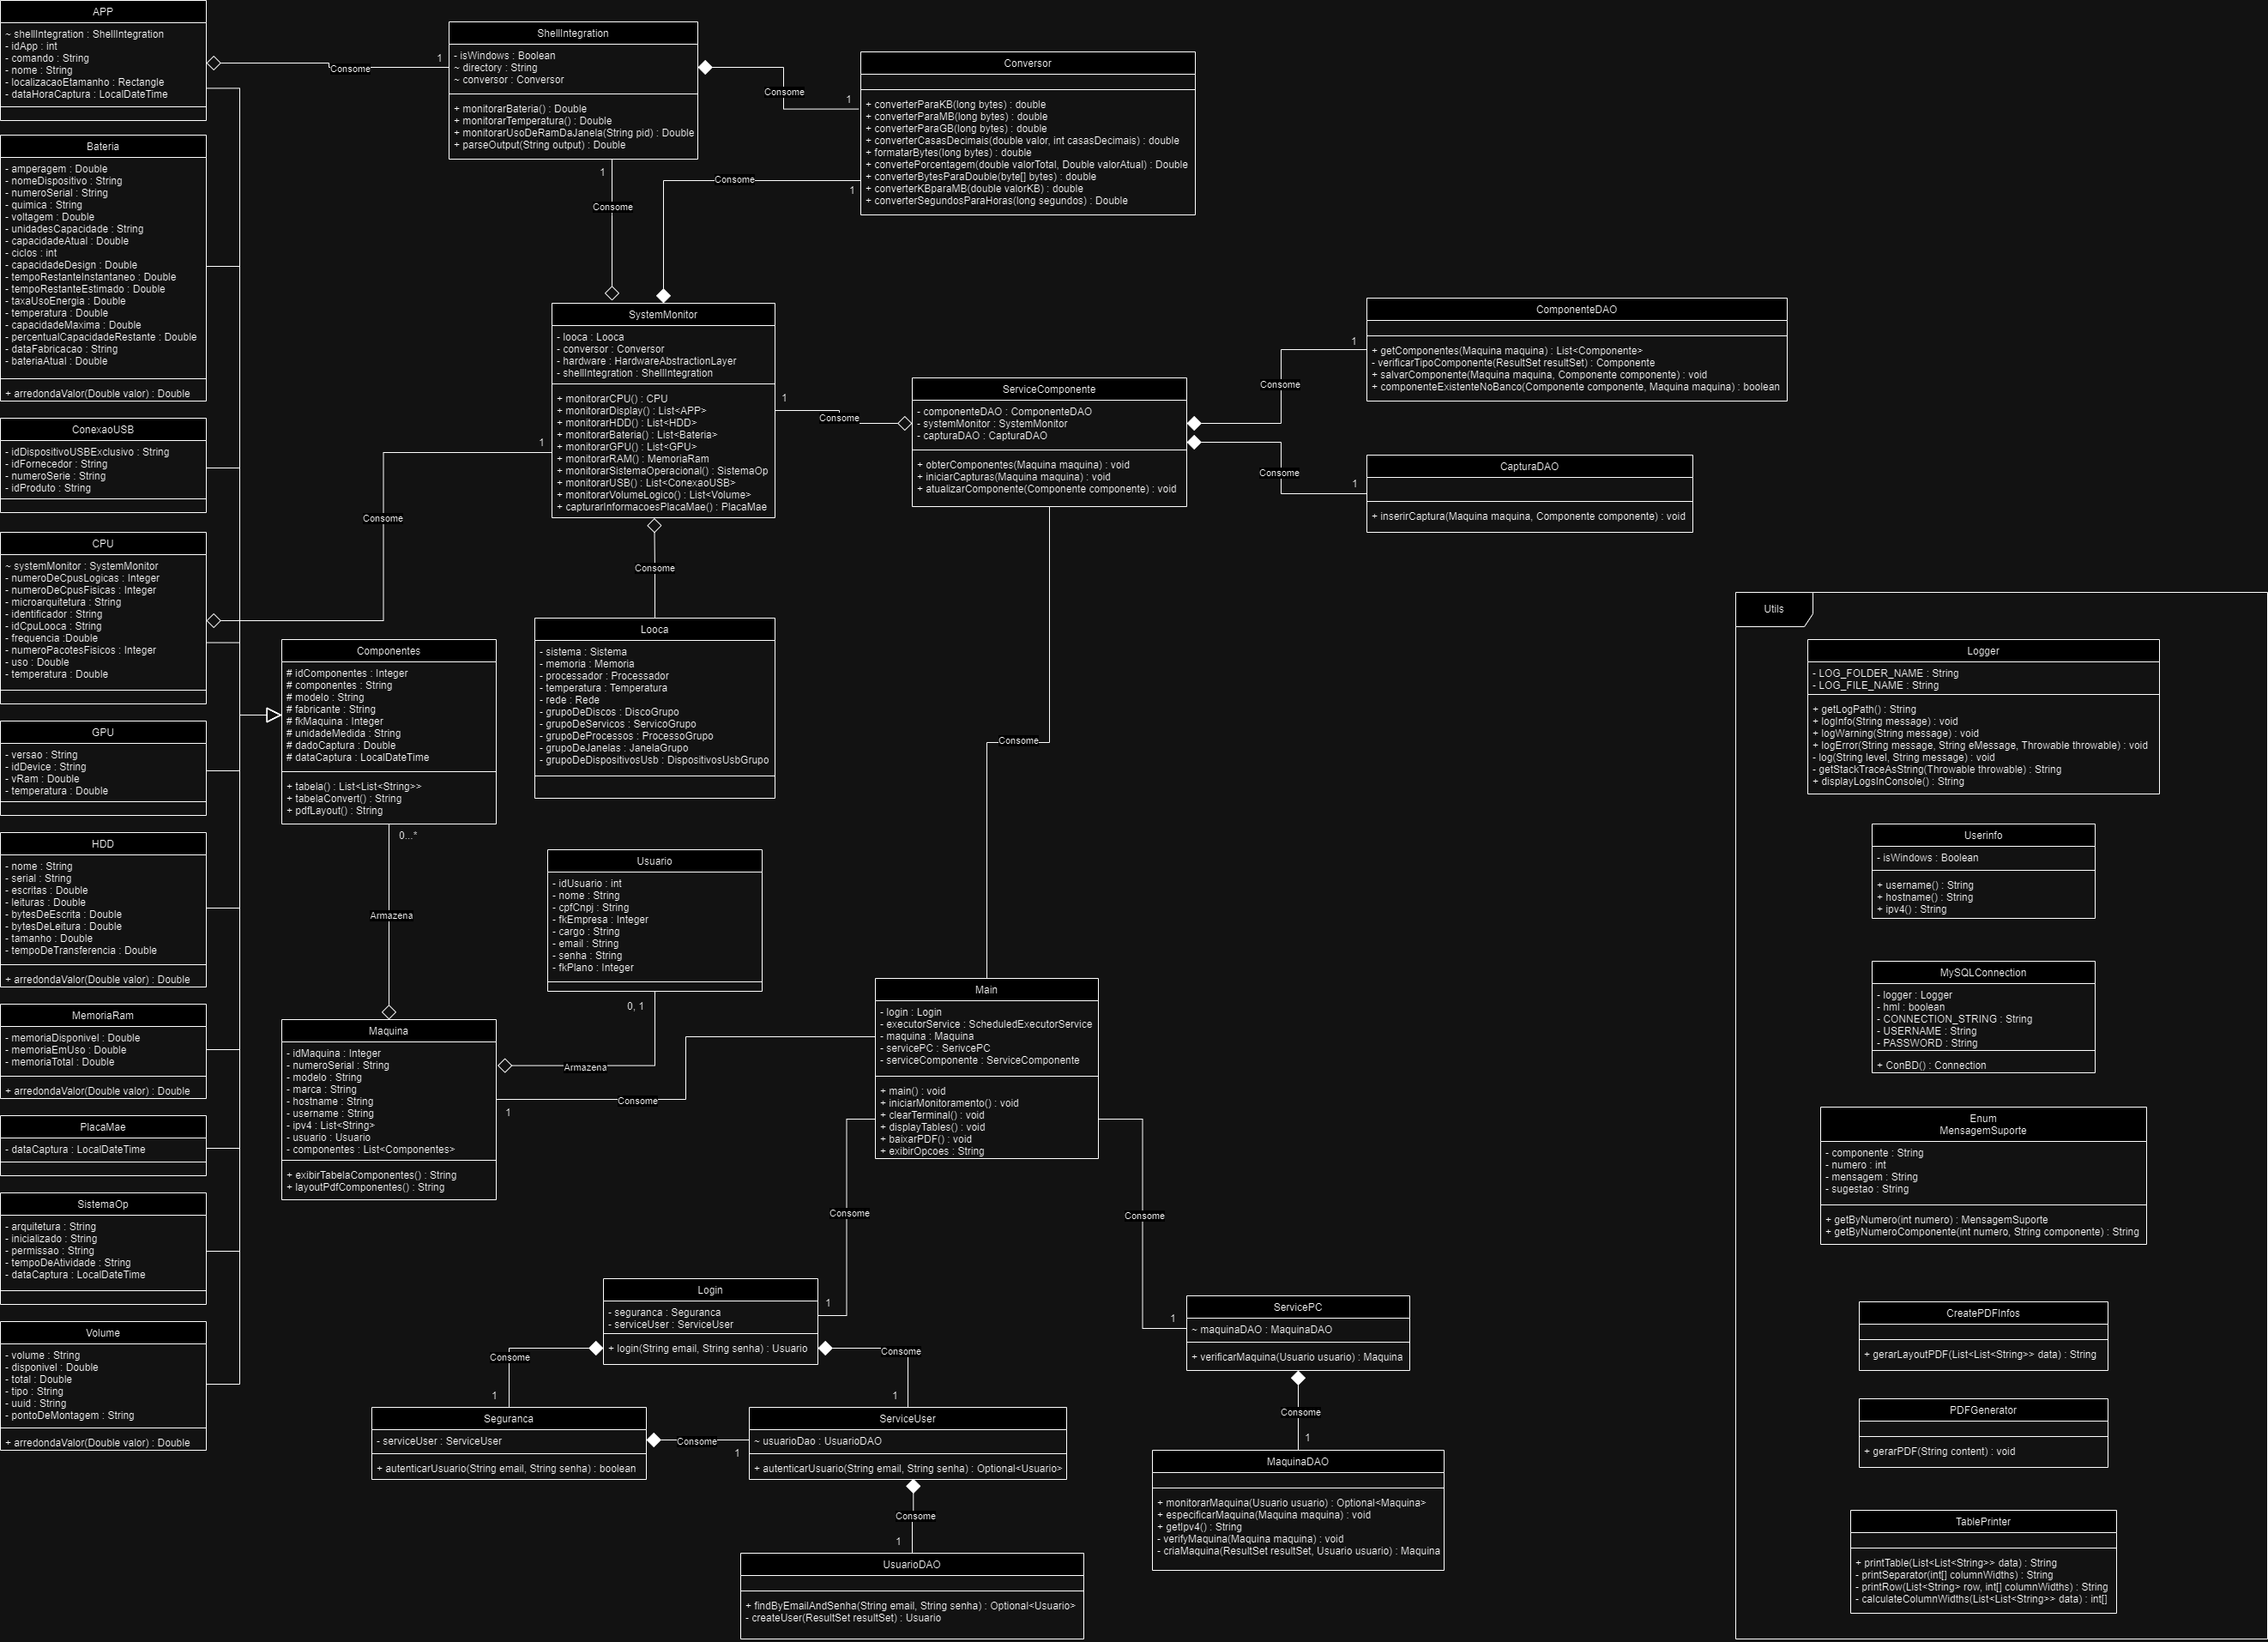 APP
~ shellIntegration : ShellIntegration
- idApp : int
- comando : String
- nome : String
- localizacaoEtamanho : Rectangle
- dataHoraCaptura : LocalDateTime
Bateria
- amperagem : Double
- nomeDispositivo : String
- numeroSerial : String
- quimica : String
- voltagem : Double
- unidadesCapacidade : String
- capacidadeAtual : Double
- ciclos : int
- capacidadeDesign : Double
- tempoRestanteInstantaneo : Double
- tempoRestanteEstimado : Double
- taxaUsoEnergia : Double
- temperatura : Double
- capacidadeMaxima : Double
- percentualCapacidadeRestante : Double
- dataFabricacao : String
- bateriaAtual : Double
+ arredondaValor(Double valor) : Double
ConexaoUSB
- idDispositivoUSBExclusivo : String
- idFornecedor : String
- numeroSerie : String
- idProduto : String
CPU
~ systemMonitor : SystemMonitor
- numeroDeCpusLogicas : Integer
- numeroDeCpusFisicas : Integer
- microarquitetura : String
- identificador : String
- idCpuLooca : String
- frequencia :Double
- numeroPacotesFisicos : Integer
- uso : Double
- temperatura : Double
GPU
- versao : String
- idDevice : String
- vRam : Double
- temperatura : Double
HDD
- nome : String
- serial : String
- escritas : Double
- leituras : Double
- bytesDeEscrita : Double
- bytesDeLeitura : Double
- tamanho : Double
- tempoDeTransferencia : Double
+ arredondaValor(Double valor) : Double
MemoriaRam
- memoriaDisponivel : Double
- memoriaEmUso : Double
- memoriaTotal : Double
+ arredondaValor(Double valor) : Double
PlacaMae
- dataCaptura : LocalDateTime
SistemaOp
- arquitetura : String
- inicializado : String
- permissao : String
- tempoDeAtividade : String
- dataCaptura : LocalDateTime
Volume
- volume : String
- disponivel : Double
- total : Double
- tipo : String
- uuid : String
- pontoDeMontagem : String
+ arredondaValor(Double valor) : Double
Consome
1
ShellIntegration
- isWindows : Boolean
~ directory : String
~ conversor : Conversor
+ monitorarBateria() : Double
+ monitorarTemperatura() : Double
+ monitorarUsoDeRamDaJanela(String pid) : Double
+ parseOutput(String output) : Double
Consome
1
Conversor
+ converterParaKB(long bytes) : double
+ converterParaMB(long bytes) : double
+ converterParaGB(long bytes) : double
+ converterCasasDecimais(double valor, int casasDecimais) : double
+ formatarBytes(long bytes) : double
+ convertePorcentagem(double valorTotal, Double valorAtual) : Double
+ converterBytesParaDouble(byte[] bytes) : double
+ converterKBparaMB(double valorKB) : double
+ converterSegundosParaHoras(long segundos) : Double
1
Consome
Consome
1
SystemMonitor
- looca : Looca
- conversor : Conversor
- hardware : HardwareAbstractionLayer
- shellIntegration : ShellIntegration
+ monitorarCPU() : CPU
+ monitorarDisplay() : List<APP>
+ monitorarHDD() : List<HDD>
+ monitorarBateria() : List<Bateria>
+ monitorarGPU() : List<GPU>
+ monitorarRAM() : MemoriaRam
+ monitorarSistemaOperacional() : SistemaOp
+ monitorarUSB() : List<ConexaoUSB>
+ monitorarVolumeLogico() : List<Volume>
+ capturarInformacoesPlacaMae() : PlacaMae
1
Consome
1
Consome
Consome
ServiceComponente
- componenteDAO : ComponenteDAO
- systemMonitor : SystemMonitor
- capturaDAO : CapturaDAO
+ obterComponentes(Maquina maquina) : void
+ iniciarCapturas(Maquina maquina) : void
+ atualizarComponente(Componente componente) : void
Consome
1
ComponenteDAO
+ getComponentes(Maquina maquina) : List<Componente>
- verificarTipoComponente(ResultSet resultSet) : Componente
+ salvarComponente(Maquina maquina, Componente componente) : void
+ componenteExistenteNoBanco(Componente componente, Maquina maquina) : boolean
Consome
1
CapturaDAO
+ inserirCaptura(Maquina maquina, Componente componente) : void
Looca
- sistema : Sistema
- memoria : Memoria
- processador : Processador
- temperatura : Temperatura
- rede : Rede
- grupoDeDiscos : DiscoGrupo
- grupoDeServicos : ServicoGrupo
- grupoDeProcessos : ProcessoGrupo
- grupoDeJanelas : JanelaGrupo
- grupoDeDispositivosUsb : DispositivosUsbGrupo
Componentes
# idComponentes : Integer
# componentes : String
# modelo : String
# fabricante : String
# fkMaquina : Integer
# unidadeMedida : String
# dadoCaptura : Double
# dataCaptura : LocalDateTime
+ tabela() : List<List<String>>
+ tabelaConvert() : String
+ pdfLayout() : String
0...*
Armazena
Usuario
- idUsuario : int
- nome : String
- cpfCnpj : String
- fkEmpresa : Integer
- cargo : String
- email : String
- senha : String
- fkPlano : Integer
0, 1
Armazena
Maquina
- idMaquina : Integer
- numeroSerial : String
- modelo : String
- marca : String
- hostname : String
- username : String
- ipv4 : List<String>
- usuario : Usuario
- componentes : List<Componentes>
+ exibirTabelaComponentes() : String
+ layoutPdfComponentes() : String
1
Consome
Consome
Main
- login : Login
- executorService : ScheduledExecutorService
- maquina : Maquina
- servicePC : SerivcePC
- serviceComponente : ServiceComponente
+ main() : void
+ iniciarMonitoramento() : void
+ clearTerminal() : void
+ displayTables() : void
+ baixarPDF() : void
+ exibirOpcoes : String
Consome
1
Consome
1
Login
- seguranca : Seguranca
- serviceUser : ServiceUser
+ login(String email, String senha) : Usuario
Consome
1
Consome
1
Seguranca
- serviceUser : ServiceUser
+ autenticarUsuario(String email, String senha) : boolean
Consome
1
ServiceUser
~ usuarioDao : UsuarioDAO
+ autenticarUsuario(String email, String senha) : Optional<Usuario>
Consome
1
UsuarioDAO
+ findByEmailAndSenha(String email, String senha) : Optional<Usuario>
- createUser(ResultSet resultSet) : Usuario
ServicePC
~ maquinaDAO : MaquinaDAO
+ verificarMaquina(Usuario usuario) : Maquina
Consome
1
MaquinaDAO
+ monitorarMaquina(Usuario usuario) : Optional<Maquina>
+ especificarMaquina(Maquina maquina) : void
+ getIpv4() : String
- verifyMaquina(Maquina maquina) : void
- criaMaquina(ResultSet resultSet, Usuario usuario) : Maquina
Utils
Logger
- LOG_FOLDER_NAME : String
- LOG_FILE_NAME : String
+ getLogPath() : String
+ logInfo(String message) : void
+ logWarning(String message) : void
+ logError(String message, String eMessage, Throwable throwable) : void
- log(String level, String message) : void
- getStackTraceAsString(Throwable throwable) : String
+ displayLogsInConsole() : String
Userinfo
- isWindows : Boolean
+ username() : String
+ hostname() : String
+ ipv4() : String
MySQLConnection
- logger : Logger
- hml : boolean
- CONNECTION_STRING : String
- USERNAME : String
- PASSWORD : String
+ ConBD() : Connection
Enum
MensagemSuporte
- componente : String
- numero : int
- mensagem : String
- sugestao : String
+ getByNumero(int numero) : MensagemSuporte
+ getByNumeroComponente(int numero, String componente) : String
CreatePDFInfos
+ gerarLayoutPDF(List<List<String>> data) : String
PDFGenerator
+ gerarPDF(String content) : void
TablePrinter
+ printTable(List<List<String>> data) : String
- printSeparator(int[] columnWidths) : String
- printRow(List<String> row, int[] columnWidths) : String
- calculateColumnWidths(List<List<String>> data) : int[]